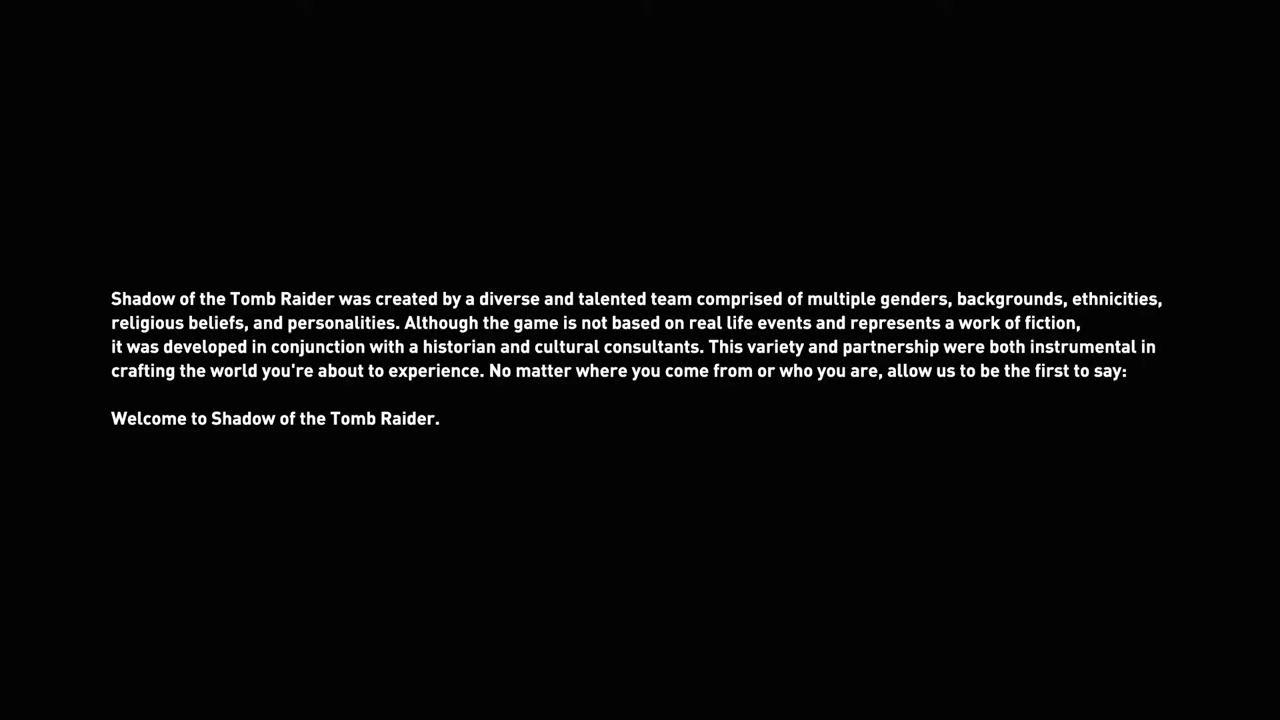 Shadow of the Tomb Raider was created by a diverse and talented team comprised of multiple genders, backgrounds, ethnicities,
religious beliefs, and personalities. Although the game is not based on real life events and represents a work of fiction,
it was developed in conjunction with a historian and cultural consultants. This variety and partnership were both instrumental in
crafting the world you're about to experience. No matter where you come from or who you are, allow us to be the first to say:
Welcome to Shadow of the Tomb Raider.